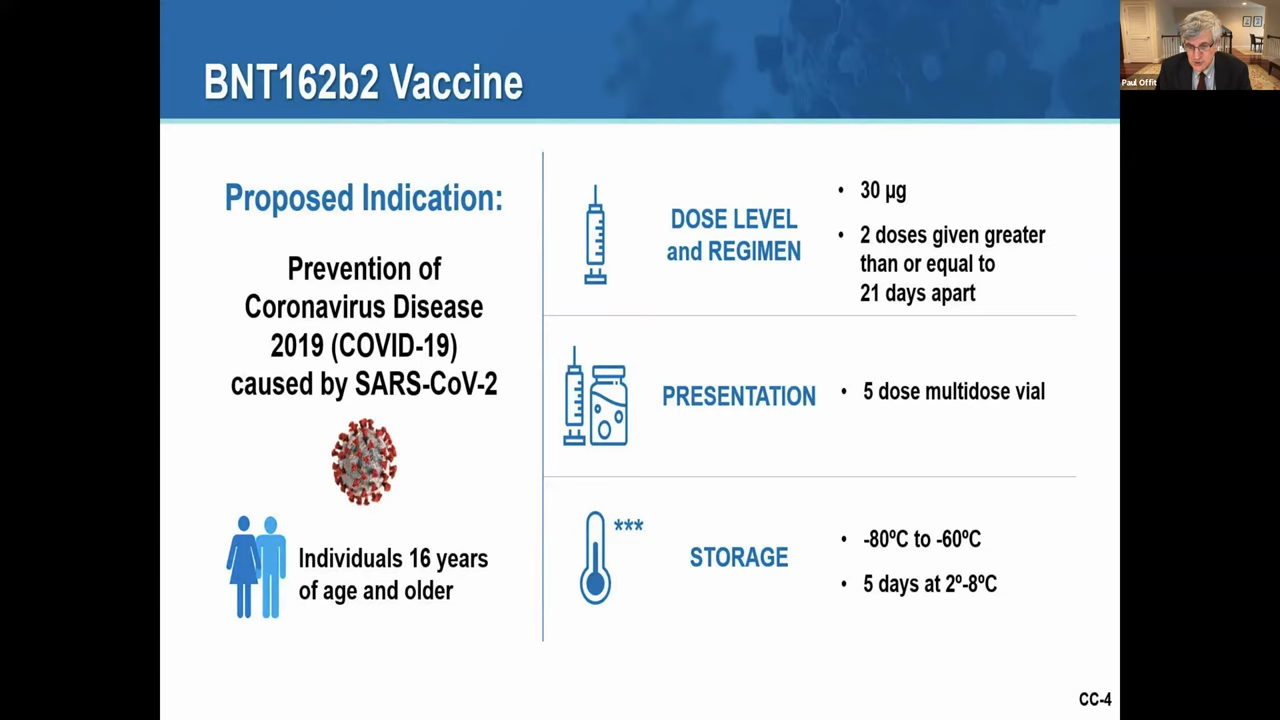 BNT162b2 Vaccine
Paul Offit
Proposed Indication:
Prevention of
Coronavirus Disease
2019 (COVID-19)
caused by SARS-CoV-2
Individuals 16 years
of age and older
DOSE LEVEL
and REGIMEN
• 30 µg
• 2 doses given greater
than or equal to
21 days apart
PRESENTATION
• 5 dose multidose vial
***
STORAGE
• -80ºC to -60ºC
• 5 days at 2º-8ºC
CC-4